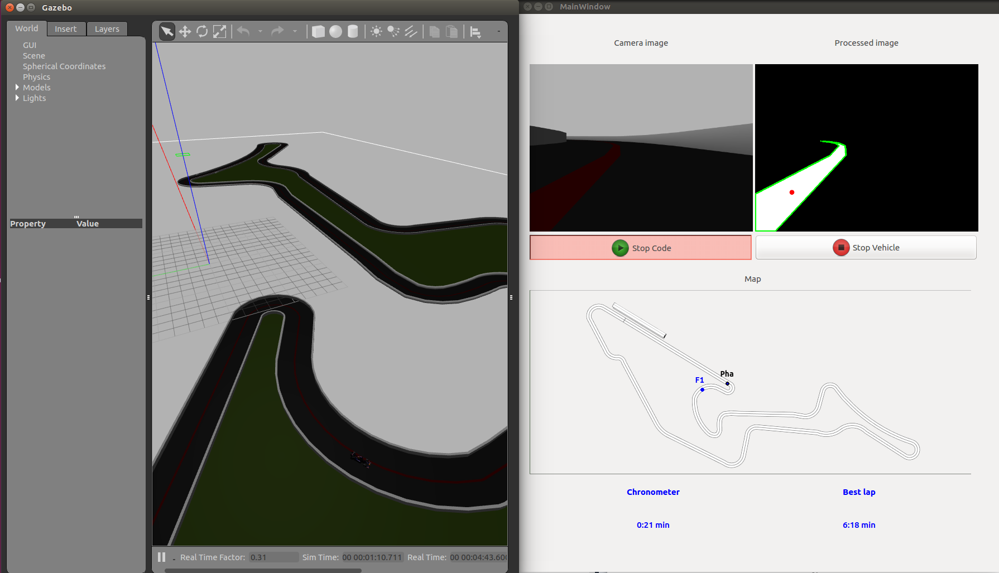 Gazebo
World Insert Layers
GUI
Scene
Spherical Coordinates
Physics
Models
Lights
Property Value
Real Time Factor: 0.31 Sim Time: 00 00:01:10.711 Real Time: 00 00:04:43.600
MainWindow
Camera image Processed image
Stop Code Stop Vehicle
Map
Pha
F1
Chronometer Best lap
0:21 min 6:18 min